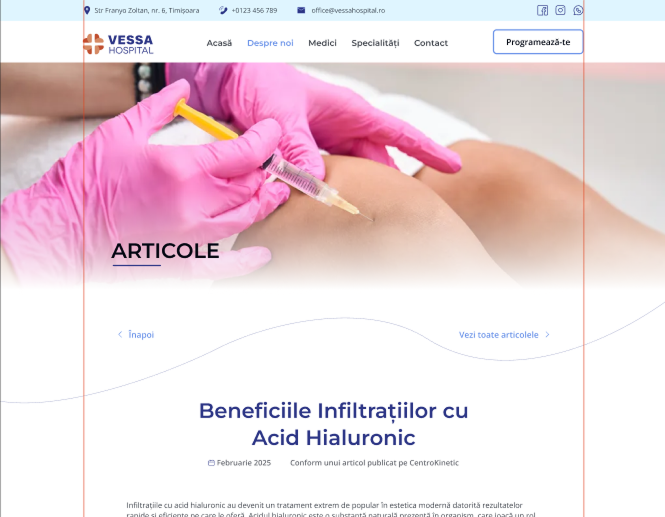 Str Franyo Zoltan, nr. 6, Timișoara
+0123 456 789
office@vessahospital.ro
VESSA
HOSPITAL
Acasă
Despre noi
Medici
Specialități
Contact
Programează-te
ARTICOLE
Înapoi
Vezi toate articolele
Beneficiile Infiltrațiilor cu
Acid Hialuronic
Februarie 2025
Conform unui articol publicat pe CentroKinetic
Infiltrațiile cu acid hialuronic au devenit un tratament extrem de popular în estetica modernă datorită rezultatelor
rapide și eficiente pe care le oferă. Acidul hialuronic este o substanță naturală prezentă în organism, care joacă un rol